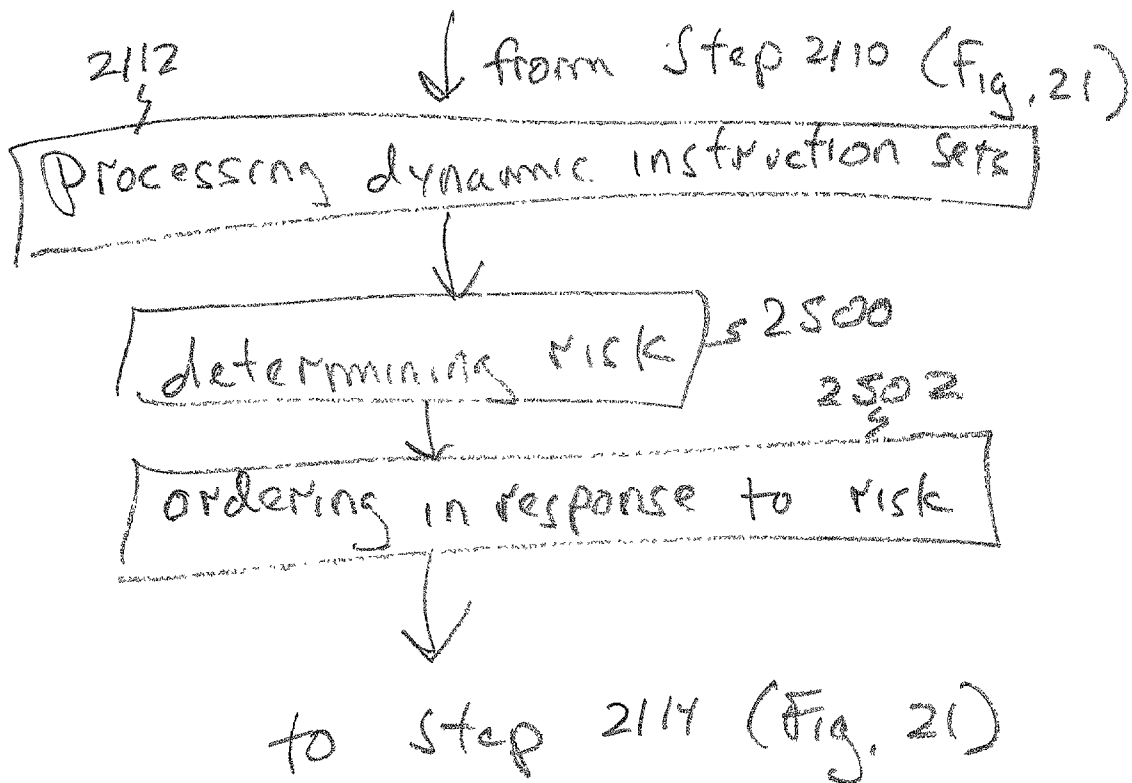 2112
from Step 2110 (Fig. 21)
Processing dynamic instruction sets
determining risk
2500
2502
ordering in response to risk
to step 2114 (Fig. 21)